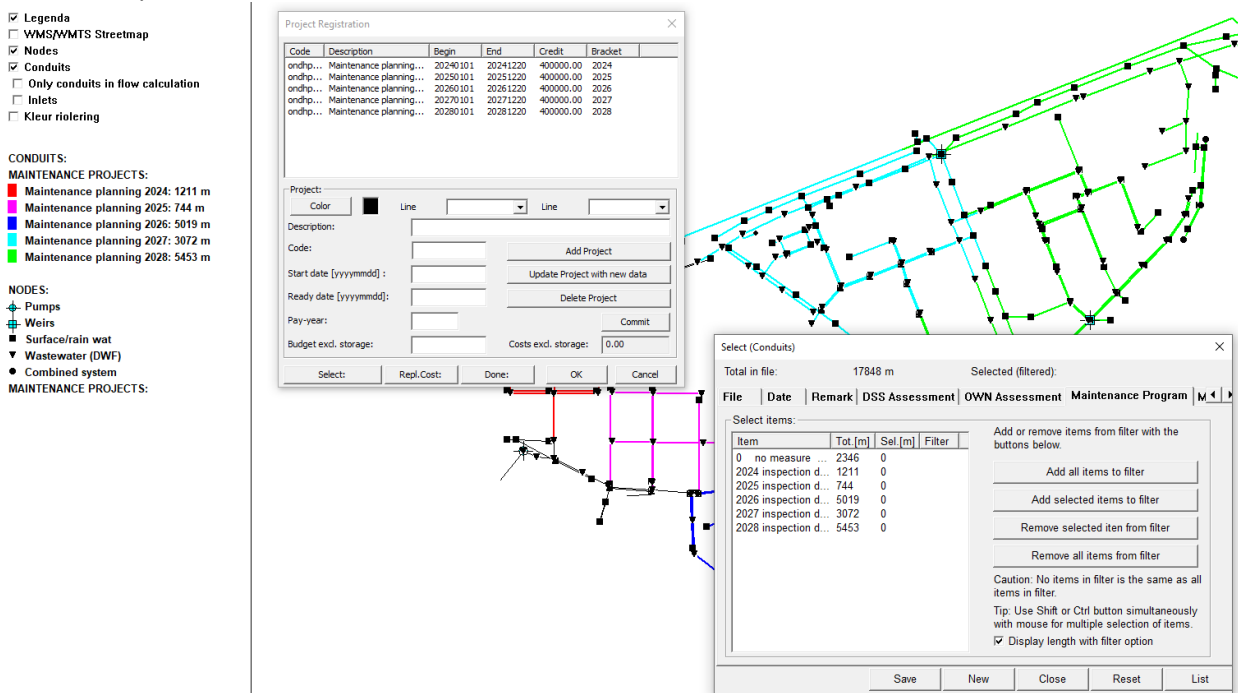 Legenda
WMS/WMTS Streetmap
Nodes
Conduits
Only conduits in flow calculation
Inlets
Kleur riolering
CONDUITS:
MAINTENANCE PROJECTS:
Maintenance planning 2024: 1211 m
Maintenance planning 2025: 744 m
Maintenance planning 2026: 5019 m
Maintenance planning 2027: 3072 m
Maintenance planning 2028: 5453 m
NODES:
Pumps
Weirs
Surface/rain wat
Wastewater (DWF)
Combined system
MAINTENANCE PROJECTS:
Project Registration
Code Description Begin End Credit Bracket
ondhp... Maintenance planning... 20240101 20241220 400000.00 2024
ondhp... Maintenance planning... 20250101 20251220 400000.00 2025
ondhp... Maintenance planning... 20260101 20261220 400000.00 2026
ondhp... Maintenance planning... 20270101 20271220 400000.00 2027
ondhp... Maintenance planning... 20280101 20281220 400000.00 2028
Project:
Color Line Line
Description:
Code: Add Project
Start date [yyyymmdd] : Update Project with new data
Ready date [yyyymmdd]: Delete Project
Pay-year: Commit
Budget excl. storage: Costs excl. storage: 0.00
Select: Repl.Cost: Done: OK Cancel
Select (Conduits)
Total in file: 17848 m Selected (filtered):
File Date Remark DSS Assessment OWN Assessment Maintenance Program M
Select items:
Item Tot.[m] Sel.[m] Filter
0 no measure ... 2346 0
2024 inspection d... 1211 0
2025 inspection d... 744 0
2026 inspection d... 5019 0
2027 inspection d... 3072 0
2028 inspection d... 5453 0
Add or remove items from filter with the
buttons below.
Add all items to filter
Add selected items to filter
Remove selected iten from filter
Remove all items from filter
Caution: No items in filter is the same as all
items in filter.
Tip: Use Shift or Ctrl button simultaneously
with mouse for multiple selection of items.
Display length with filter option
Save New Close Reset List